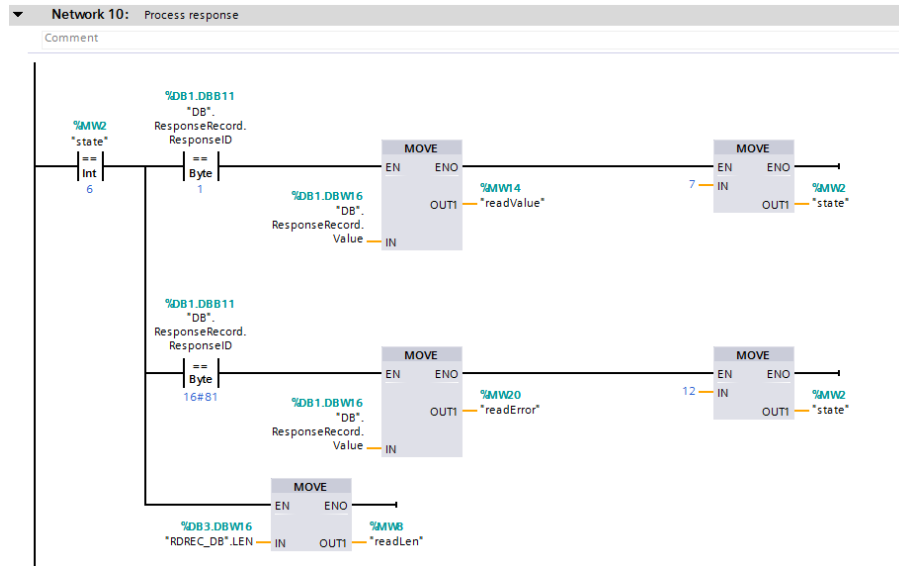 Network 10: Process response
Comment
%DB1.DBB11
"DB".
ResponseRecord.
ResponseID
%MW2
"state"
==
Int
6
==
Byte
1
MOVE
EN ENO
%DB1.DBW16
"DB".
ResponseRecord.
Value
IN
OUT1
%MW14
"readValue"
MOVE
EN ENO
7
IN
OUT1
%MW2
"state"
%DB1.DBB11
"DB".
ResponseRecord.
ResponseID
==
Byte
16#81
MOVE
EN ENO
%DB1.DBW16
"DB".
ResponseRecord.
Value
IN
OUT1
%MW20
"readError"
MOVE
EN ENO
12
IN
OUT1
%MW2
"state"
MOVE
EN ENO
%DB3.DBW16
"RDREC_DB".LEN
IN
OUT1
%MW8
"readLen"